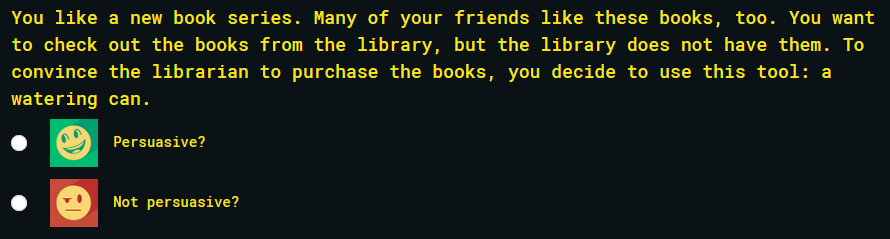 You like a new book series. Many of your friends like these books, too. You want
to check out the books from the library, but the library does not have them. To
convince the librarian to purchase the books, you decide to use this tool: a
watering can.
Persuasive?
Not persuasive?